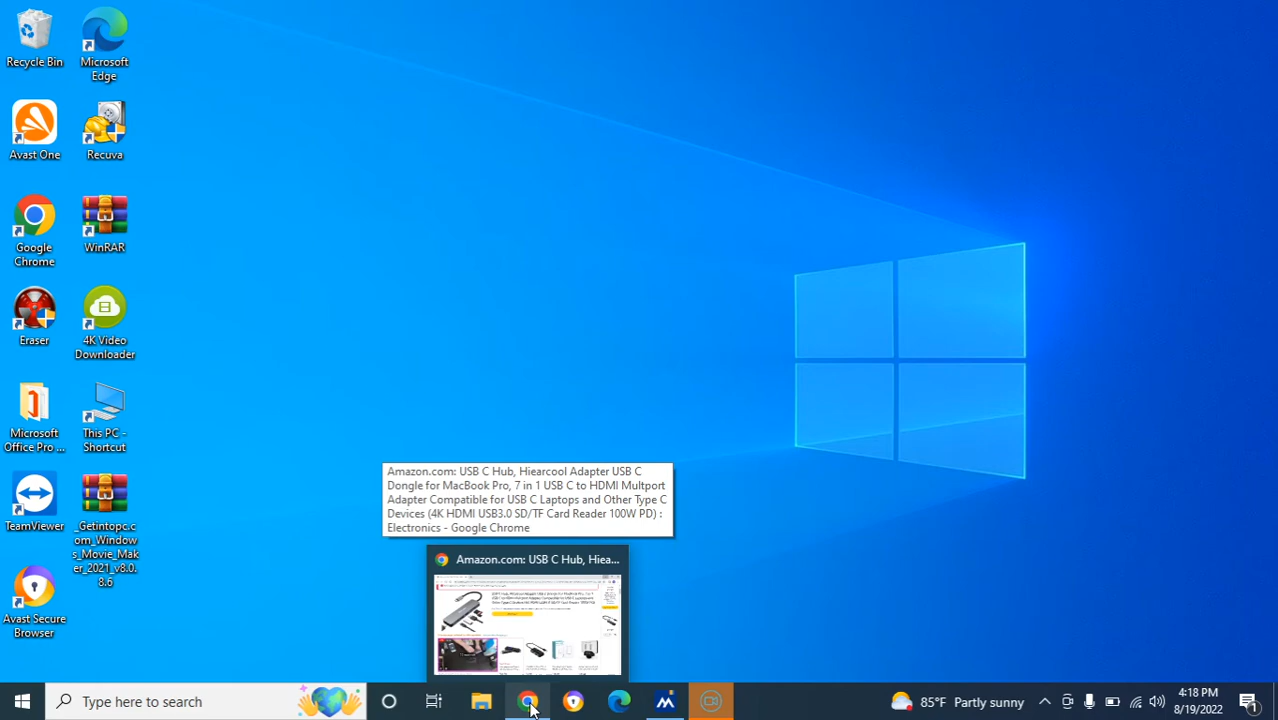 Recycle Bin
Microsoft
Edge
Avast One
Recuva
Google
Chrome
WinRAR
Eraser
4K Video
Downloader
Microsoft
Office Pro ...
This PC -
Shortcut
TeamViewer
_Getintopc.c
om_Window
s_Movie_Ma
ker_2021_v8.0.
8.6
Avast Secure
Browser
Amazon.com: USB C Hub, Hiearcool Adapter USB C
Dongle for MacBook Pro, 7 in 1 USB C to HDMI Multport
Adapter Compatible for USB C Laptops and Other Type C
Devices (4K HDMI USB3.0 SD/TF Card Reader 100W PD) :
Electronics - Google Chrome
Amazon.com: USB C Hub, Hiea...
Type here to search
85°F Partly sunny
4:18 PM
8/19/2022
1